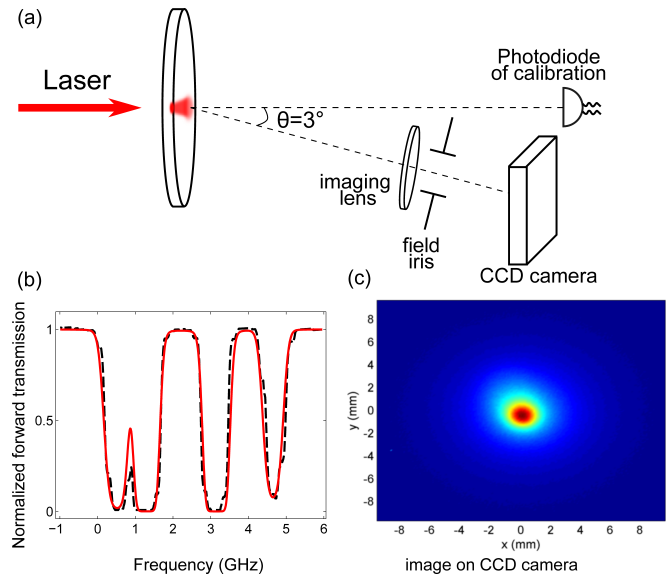 (a)
Laser
Photodiode
of calibration
θ=3°
imaging
lens
field
iris
CCD camera
(b)
Normalized forward transmission
1
0.5
0
-1
0
1
2
3
4
5
6
Frequency (GHz)
(c)
y (mm)
8
6
4
2
0
-2
-4
-6
-8
-8
-6
-4
-2
0
2
4
6
8
x (mm)
image on CCD camera